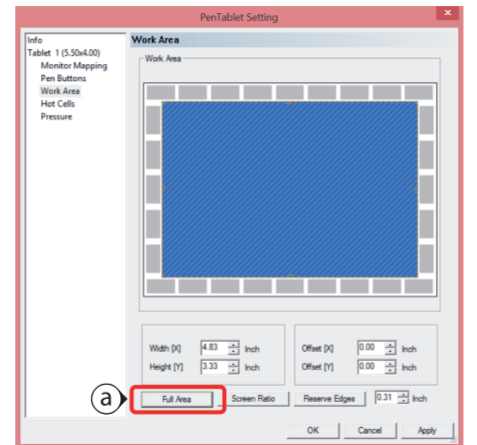 PenTablet Setting
Info
Tablet 1 (5.50x4.00)
Monitor Mapping
Pen Buttons
Work Area
Hot Cells
Pressure
Work Area
Work Area
Width [X] 4.83 Inch
Height [Y] 3.33 Inch
Offset [X] 0.00 Inch
Offset [Y] 0.00 Inch
a Full Area Screen Ratio Reserve Edges 0.31 Inch
OK Cancel Apply